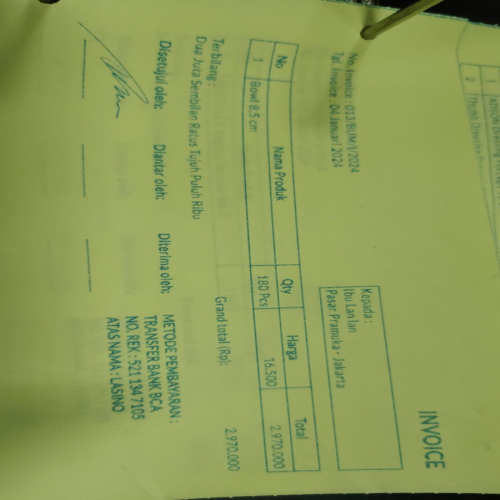 INVOICE
No. Invoice 013/BUM/I/2024
Tgl. Invoice 04 Januari 2024
Kepada :
Ibu Lan lan
Pasar Pramuka - Jakarta
No Nama Produk Qty Harga Total
1 Bowl 8.5 cm 180 Pcs 16.500 2.970.000
Grand total (Rp): 2.970.000
Terbilang :
Dua Juta Sembilan Ratus Tujuh Puluh Ribu
Disetujui oleh: Diantar oleh: Diterima oleh:
METODE PEMBAYARAN :
TRANSFER BANK BCA
NO. REK : 521 134 7105
ATAS NAMA : LASINO
1
2